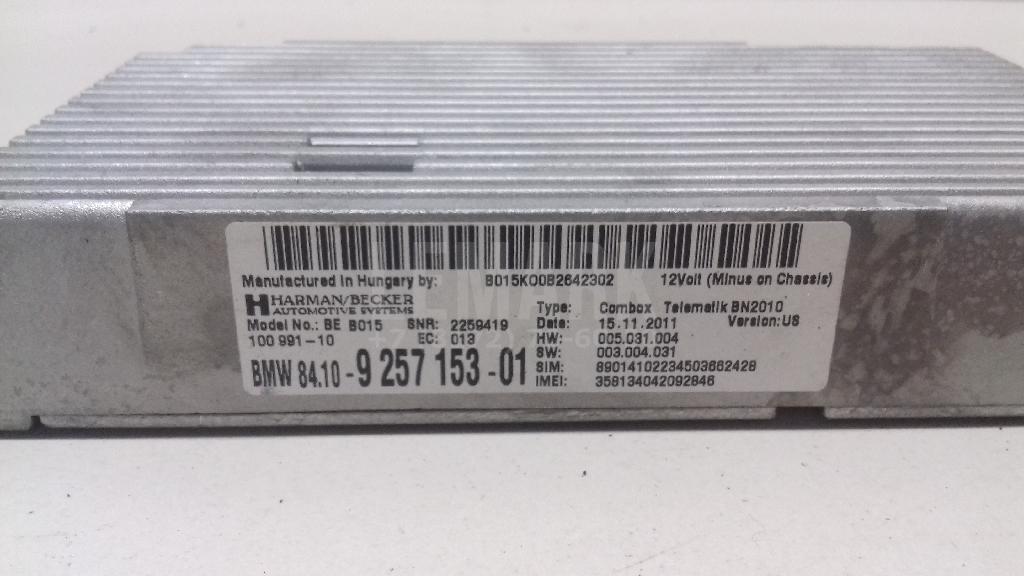 B015KO0B2642302
Manufactured In Hungary by:
12Volt (Minus on Chassis)
HARMAN/BECKER
AUTOMOTIVE SYSTEMS
Model No.: BE B015 SNR: 2259419
100 991-10 EC: 013
BMW 84.10 - 9 257 153 - 01
Type: Combox Telematik BN2010
Date: 15.11.2011 Version: US
HW: 005.031.004
SW: 003.004.031
SIM: 89014102234503662428
IMEI: 358134042092846